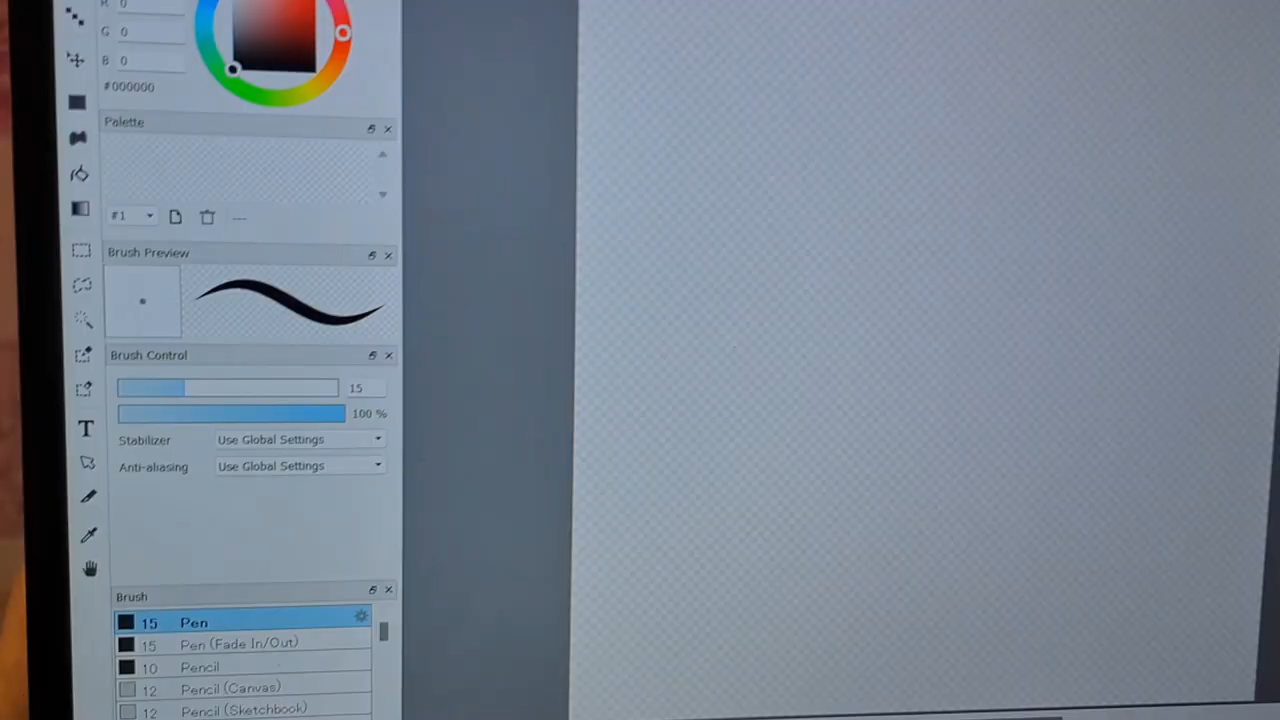 R 0
G 0
B 0
#000000
Palette
#1
Brush Preview
Brush Control
15
100 %
Stabilizer Use Global Settings
Anti-aliasing Use Global Settings
Brush
15 Pen
15 Pen (Fade In/Out)
10 Pencil
12 Pencil (Canvas)
12 Pencil (Sketchbook)